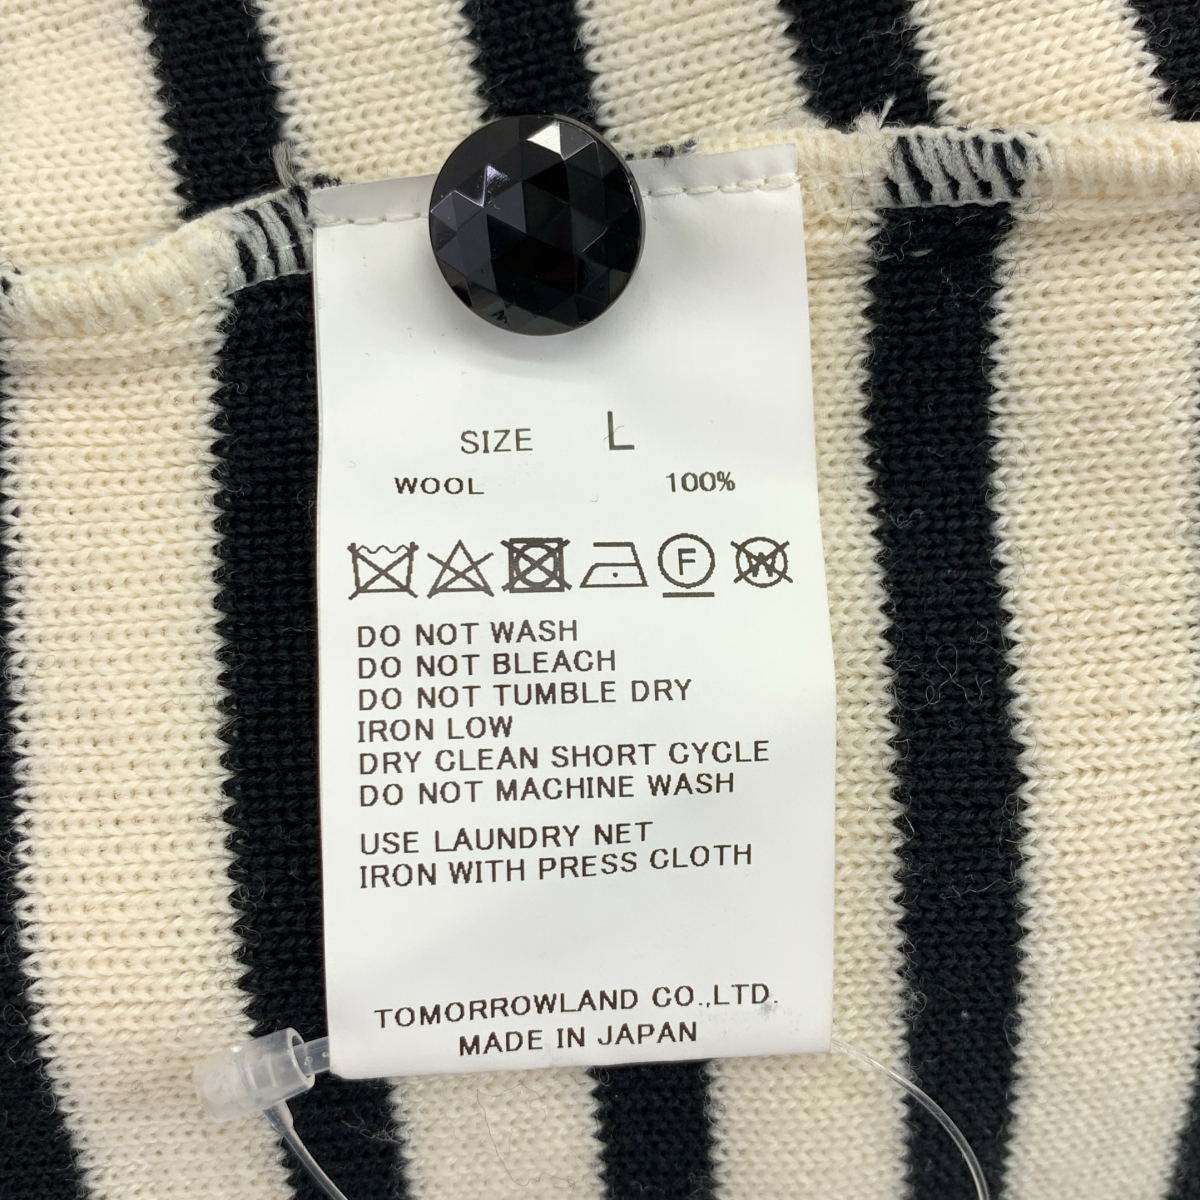 SIZE L
WOOL 100%
F W
DO NOT WASH
DO NOT BLEACH
DO NOT TUMBLE DRY
IRON LOW
DRY CLEAN SHORT CYCLE
DO NOT MACHINE WASH
USE LAUNDRY NET
IRON WITH PRESS CLOTH
TOMORROWLAND CO.,LTD.
MADE IN JAPAN